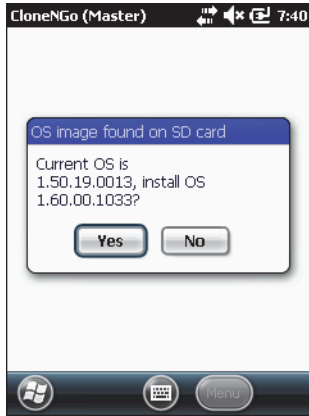 CloneNGo (Master) 7:40
OS image found on SD card
Current OS is
1.50.19.0013, install OS
1.60.00.1033?
Yes No
Menu